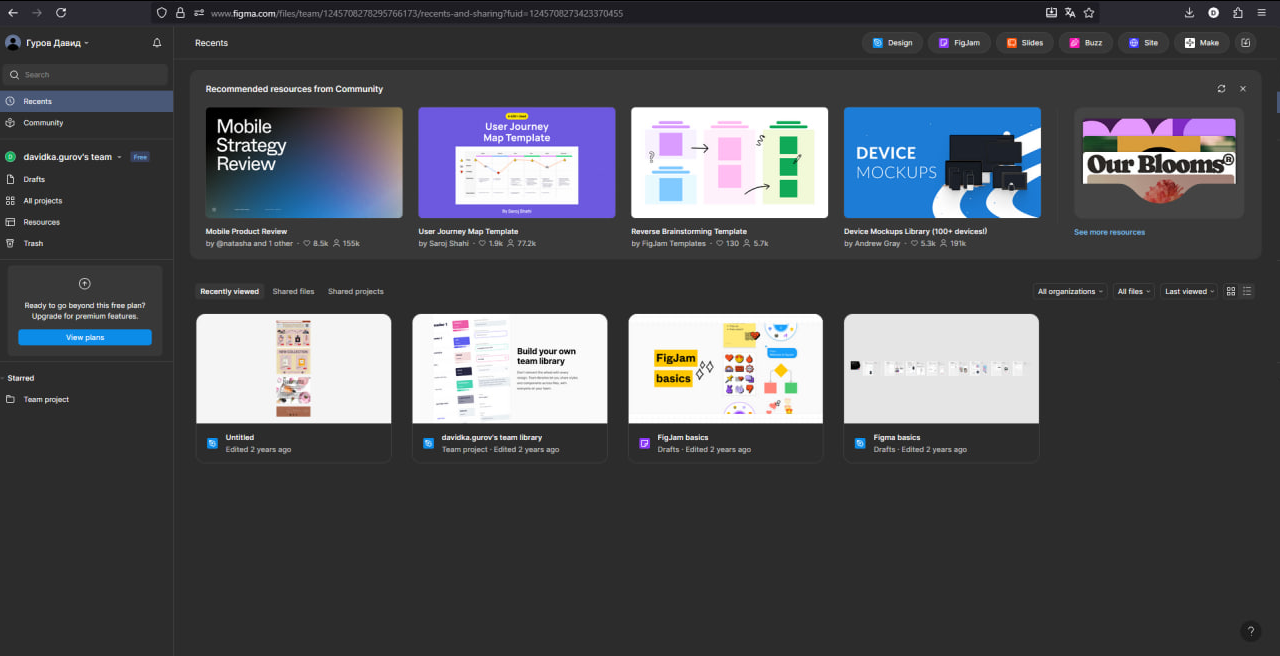 www.figma.com/files/team/1245708278295766173/recents-and-sharing?fuid=1245708273423370455
Гуров Давид
Search
Recents
Community
davidka.gurov's team
Free
Drafts
All projects
Resources
Trash
Ready to go beyond this free plan?
Upgrade for premium features.
View plans
Starred
Team project
Recents
Design
FigJam
Slides
Buzz
Site
Make
Recommended resources from Community
Mobile
Strategy
Review
User Journey
Map Template
By Saroj Shahi
DEVICE
MOCKUPS
Our Blooms®
Mobile Product Review
by @natasha and 1 other · 8.5k 155k
User Journey Map Template
by Saroj Shahi · 1.9k 77.2k
Reverse Brainstorming Template
by FigJam Templates · 130 5.7k
Device Mockups Library (100+ devices!)
by Andrew Gray · 5.3k 191k
See more resources
Recently viewed
Shared files
Shared projects
All organizations
All files
Last viewed
NEW COLLECTION
Build your own
team library
FigJam
basics
Untitled
Edited 2 years ago
davidka.gurov's team library
Team project · Edited 2 years ago
FigJam basics
Drafts · Edited 2 years ago
Figma basics
Drafts · Edited 2 years ago
?